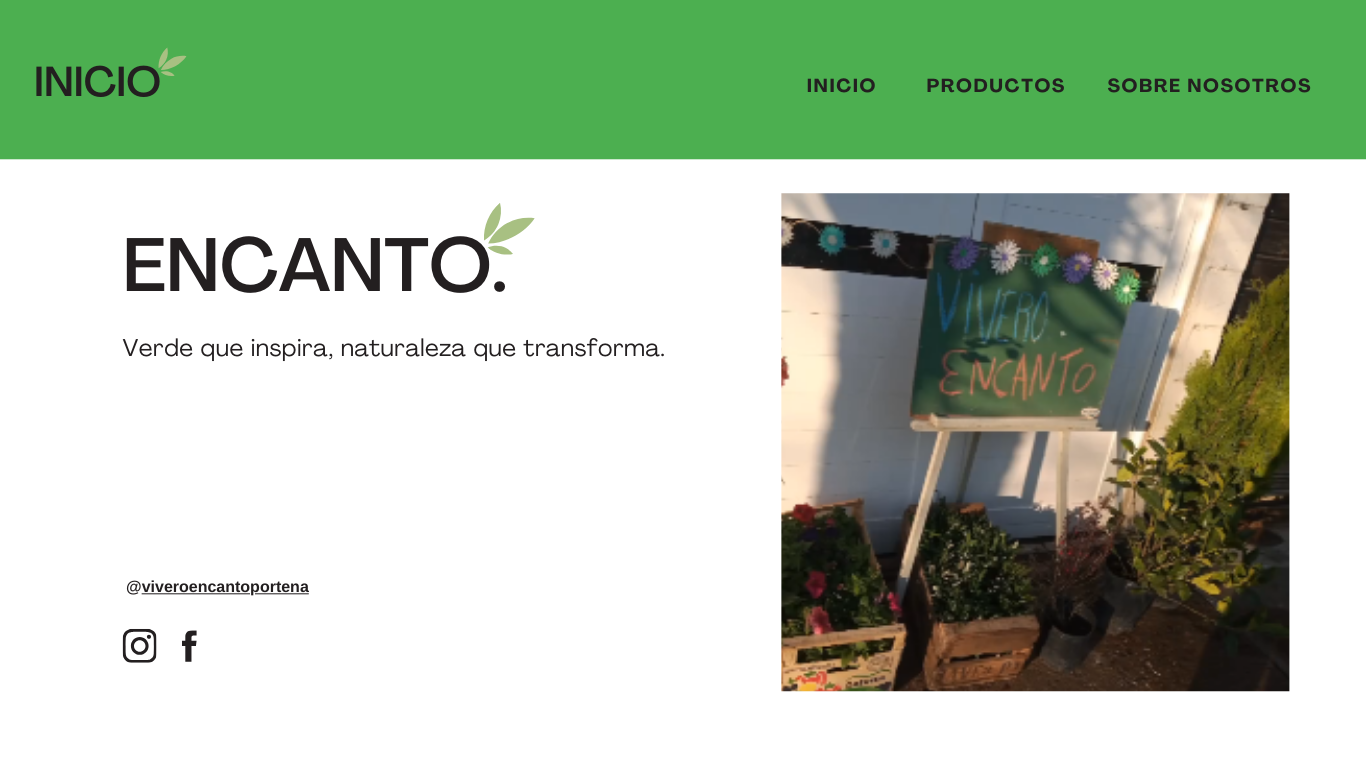 INICIO
INICIO PRODUCTOS SOBRE NOSOTROS
ENCANTO.
Verde que inspira, naturaleza que transforma.
@viveroencantoportena
VIVERO.
ENCANTO